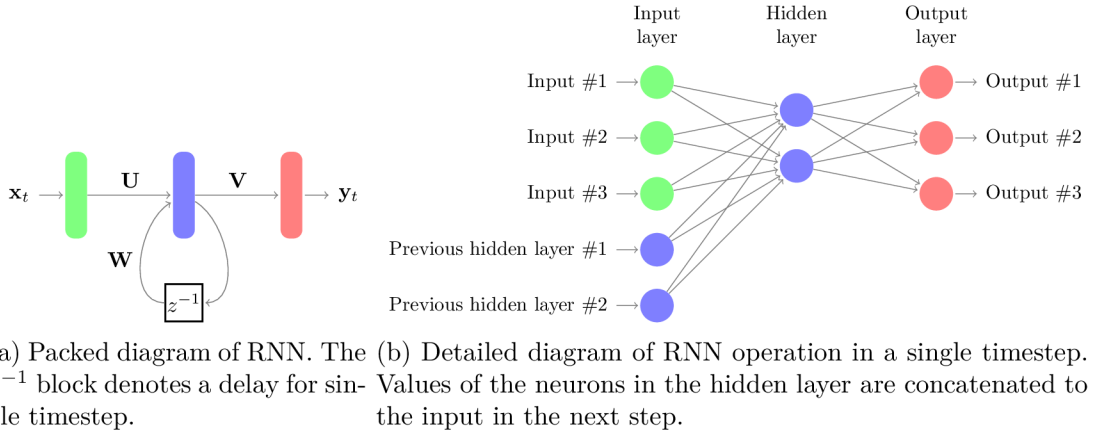 x_t
U
V
y_t
W
z^{-1}
a) Packed diagram of RNN. The
^{-1} block denotes a delay for sin-
le timestep.
Input
layer
Hidden
layer
Output
layer
Input #1
Input #2
Input #3
Previous hidden layer #1
Previous hidden layer #2
Output #1
Output #2
Output #3
(b) Detailed diagram of RNN operation in a single timestep.
Values of the neurons in the hidden layer are concatenated to
the input in the next step.